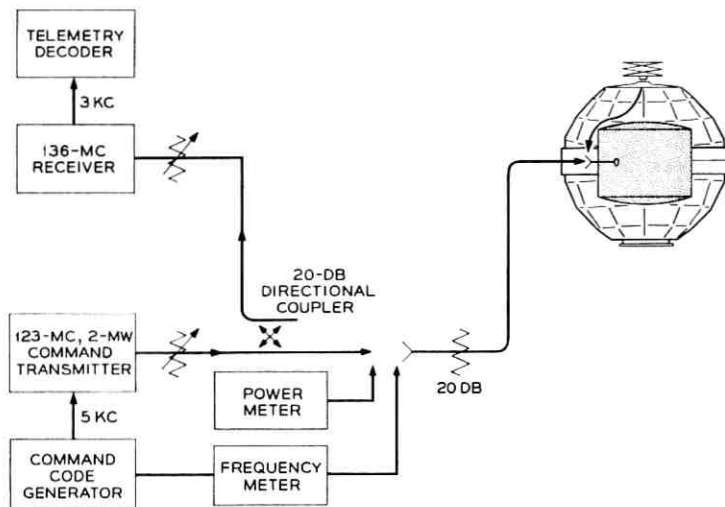 TELEMETRY
DECODER
3 KC
136-MC
RECEIVER
20-DB
DIRECTIONAL
COUPLER
123-MC, 2-MW
COMMAND
TRANSMITTER
POWER
METER
20 DB
5 KC
COMMAND
CODE
GENERATOR
FREQUENCY
METER